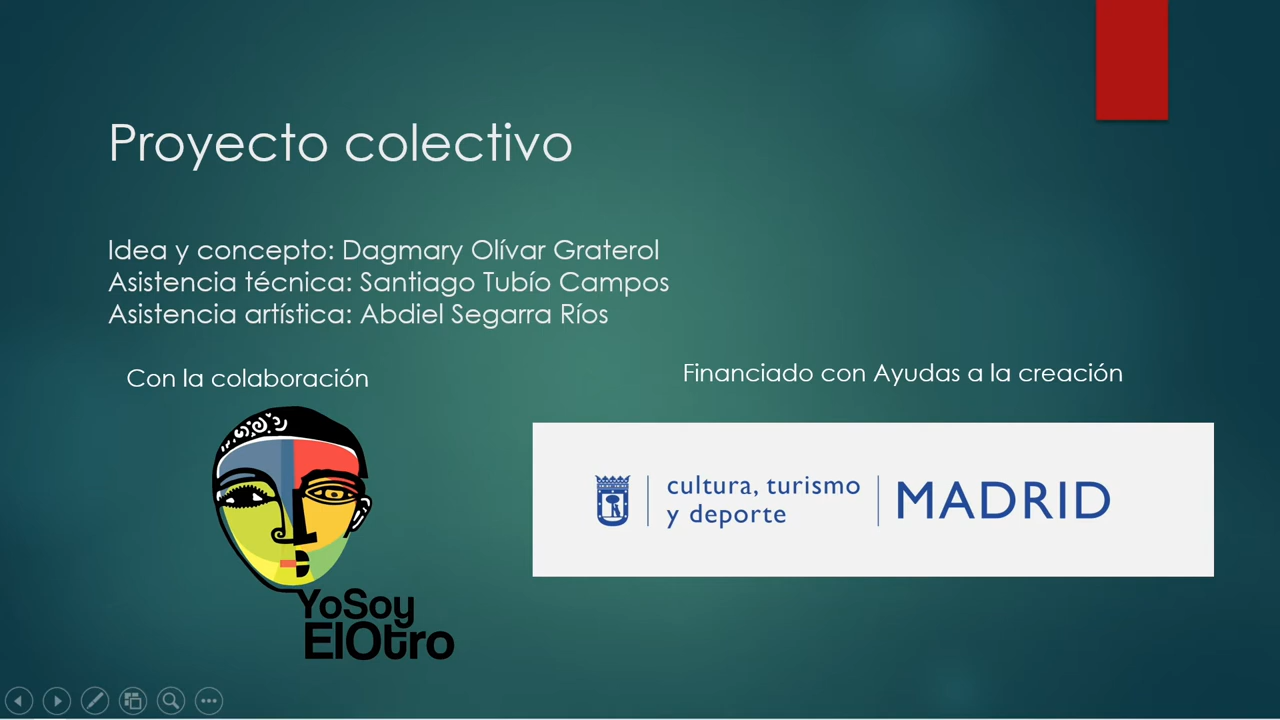 Proyecto colectivo
Idea y concepto: Dagmary Olívar Graterol
Asistencia técnica: Santiago Tubío Campos
Asistencia artística: Abdiel Segarra Ríos
Con la colaboración
Financiado con Ayudas a la creación
cultura, turismo
y deporte
MADRID
YoSoy
ElOtro